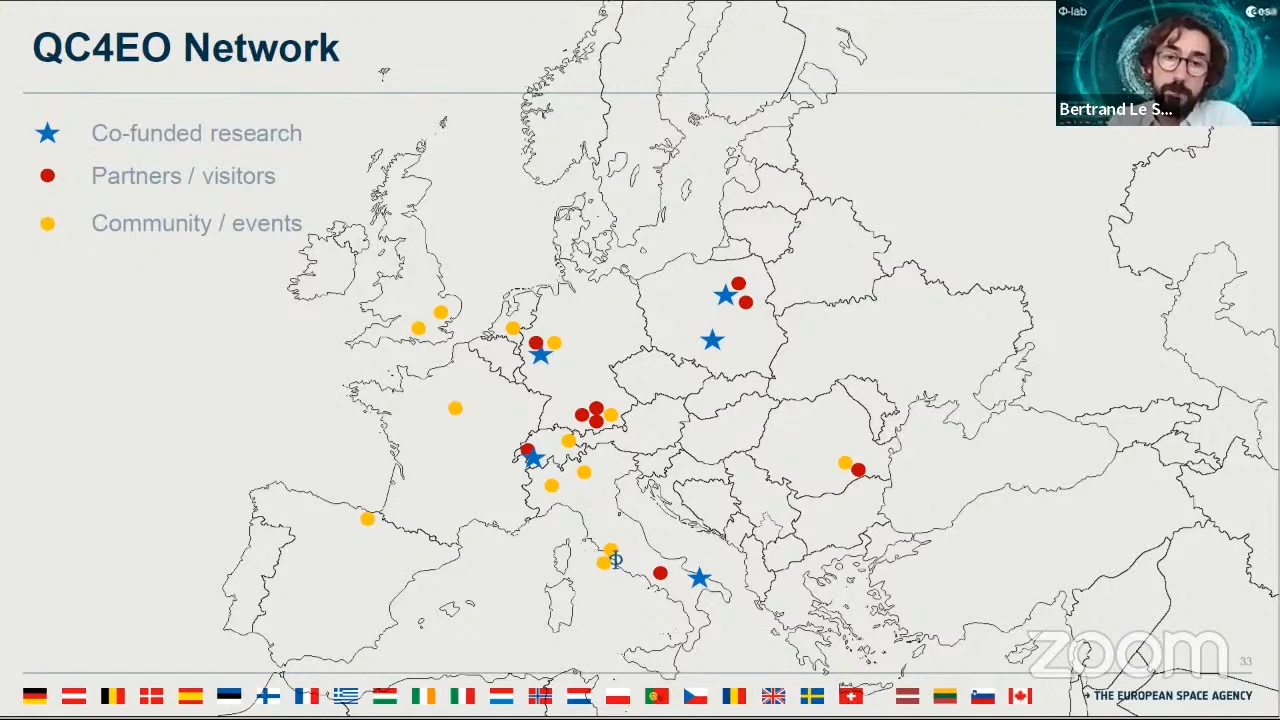 QC4EO Network
Φ-lab
esa
Bertrand Le S...
Co-funded research
Partners / visitors
Community / events
Φ
zoom
33
→ THE EUROPEAN SPACE AGENCY